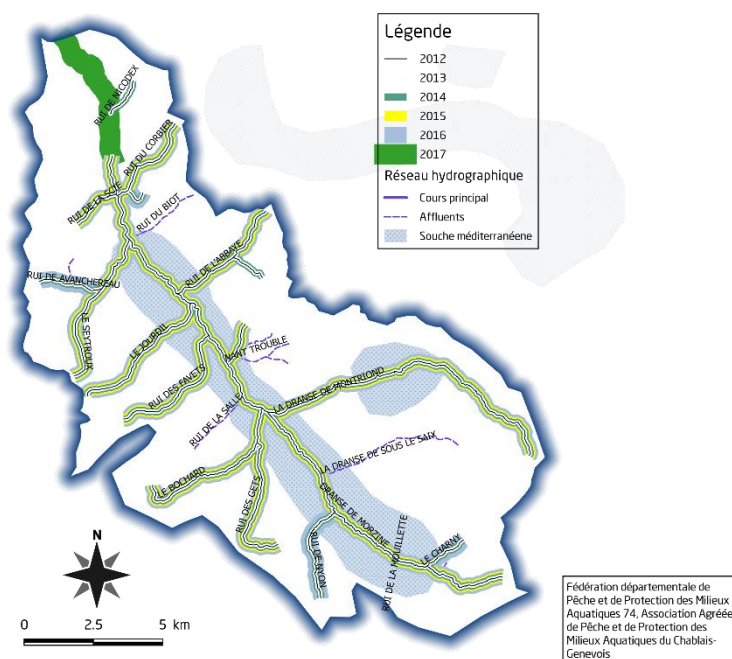 Légende
2012
2013
2014
2015
2016
2017
Réseau hydrographique
Cours principal
Affluents
Souche méditerranéene
RUI DE NICODEX
RUI DU CORBIER
RUI DE LA SCIE
RUI DU BIOT
RUI DE L'ABBAYE
RUI DE AVANCHEREAU
LE SEYTROUX
LE JOURDIL
NANT TROUBLE
RUI DES FAVETS
LA DRANSE DE MONTRIOND
RUI DE LA SALLE
LA DRANSE DE SOUS LE SAIX
LE BOCHARD
RUI DES GETS
DRANSE DE MORZINE
RUI DE NYON
RUI DE LA MOUILLETTE
LE CHARNY
N
0 2.5 5 km
Fédération départementale de
Pêche et de Protection des Milieux
Aquatiques 74, Association Agréée
de Pêche et de Protection des
Milieux Aquatiques du Chablais-
Genevois